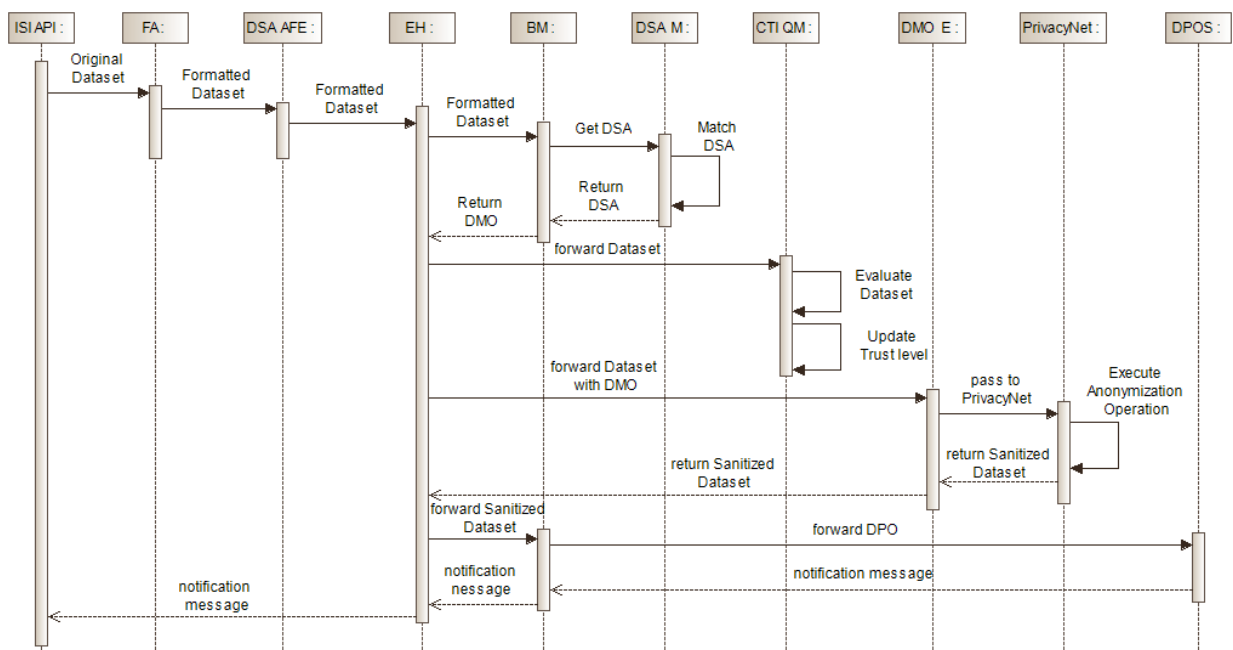 ISI API :
FA:
DSA AFE :
EH :
BM :
DSA M :
CTI QM :
DMO E :
PrivacyNet :
DPOS :
Original
Dataset
Formatted
Dataset
Formatted
Dataset
Formatted
Dataset
Get DSA
Match
DSA
Return
DSA
Return
DMO
forward Dataset
Evaluate
Dataset
Update
Trust level
forward Dataset
with DMO
pass to
PrivacyNet
Execute
Anonymization
Operation
return Sanitized
Dataset
return Sanitized
Dataset
forward Sanitized
Dataset
forward DPO
notification message
notification
nessage
notification
message